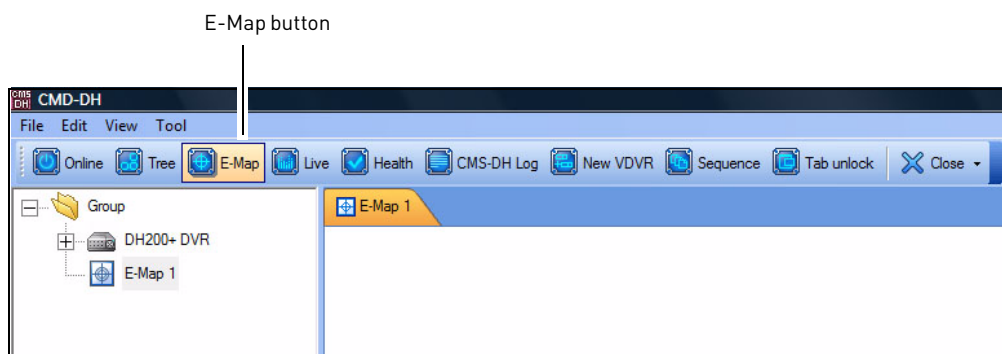 E-Map button
CMS DH CMD-DH
File Edit View Tool
Online Tree E-Map Live Health CMS-DH Log New VDVR Sequence Tab unlock Close
Group E-Map 1
DH200+ DVR
E-Map 1